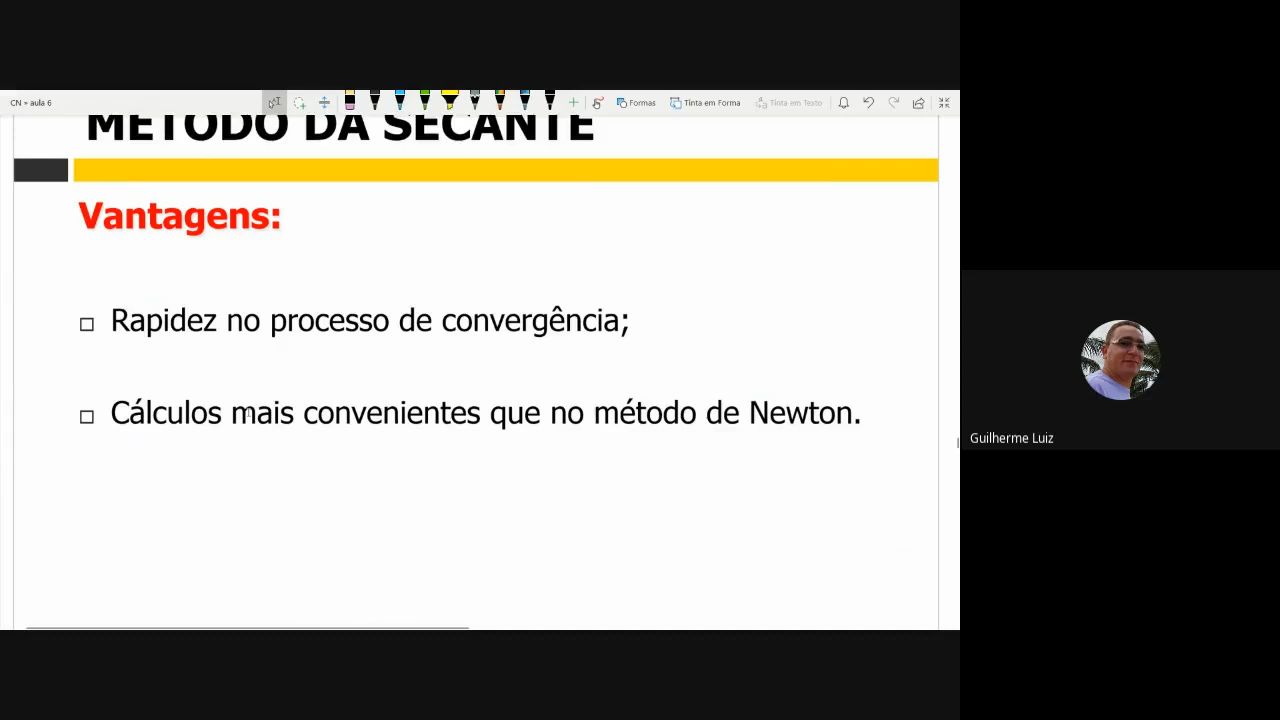 CN = aula 6
Formas
Tinta em Forma
Tinta em Texto
MÉTODO DA SECANTE
Vantagens:
Rapidez no processo de convergência;
Cálculos mais convenientes que no método de Newton.
Guilherme Luiz